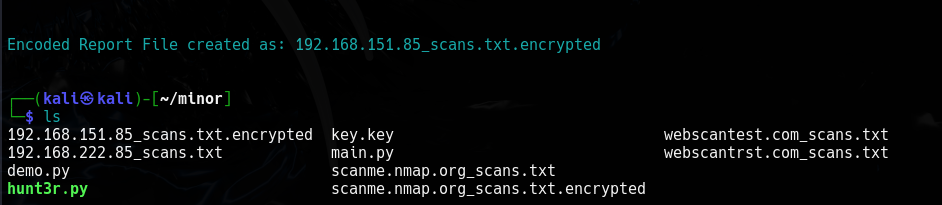 Encoded Report File created as: 192.168.151.85_scans.txt.encrypted
┌──(kali㉿kali)-[~/minor]
└─$ ls
192.168.151.85_scans.txt.encrypted  key.key                             webscantest.com_scans.txt
192.168.222.85_scans.txt            main.py                             webscantrst.com_scans.txt
demo.py                             scanme.nmap.org_scans.txt
hunt3r.py                           scanme.nmap.org_scans.txt.encrypted